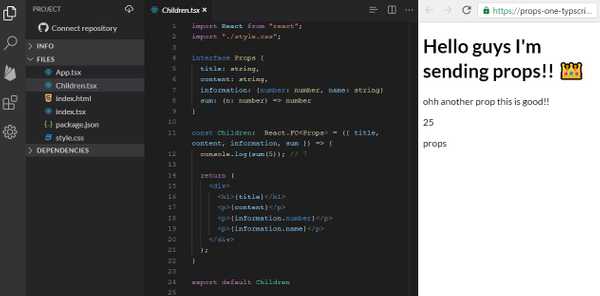 PROJECT
Connect repository
INFO
FILES
App.tsx
Children.tsx
index.html
index.tsx
package.json
style.css
DEPENDENCIES
Children.tsx
1 import React from "react";
2 import "./style.css";
3
4 interface Props {
5 title: string,
6 content: string,
7 information: {number: number, name: string}
8 sum: (n: number) => number
9 }
10
11 const Children: React.FC<Props> = ({ title,
content, information, sum }) => {
12 console.log(sum(5)); // 7
13
14 return (
15 <div>
16 <h1>{title}</h1>
17 <p>{content}</p>
18 <p>{information.number}</p>
19 <p>{information.name}</p>
20 </div>
21 );
22 }
23
24 export default Children
25
https://props-one-typscri...
Hello guys I'm
sending props!! 👑
ohh another prop this is good!!
25
props